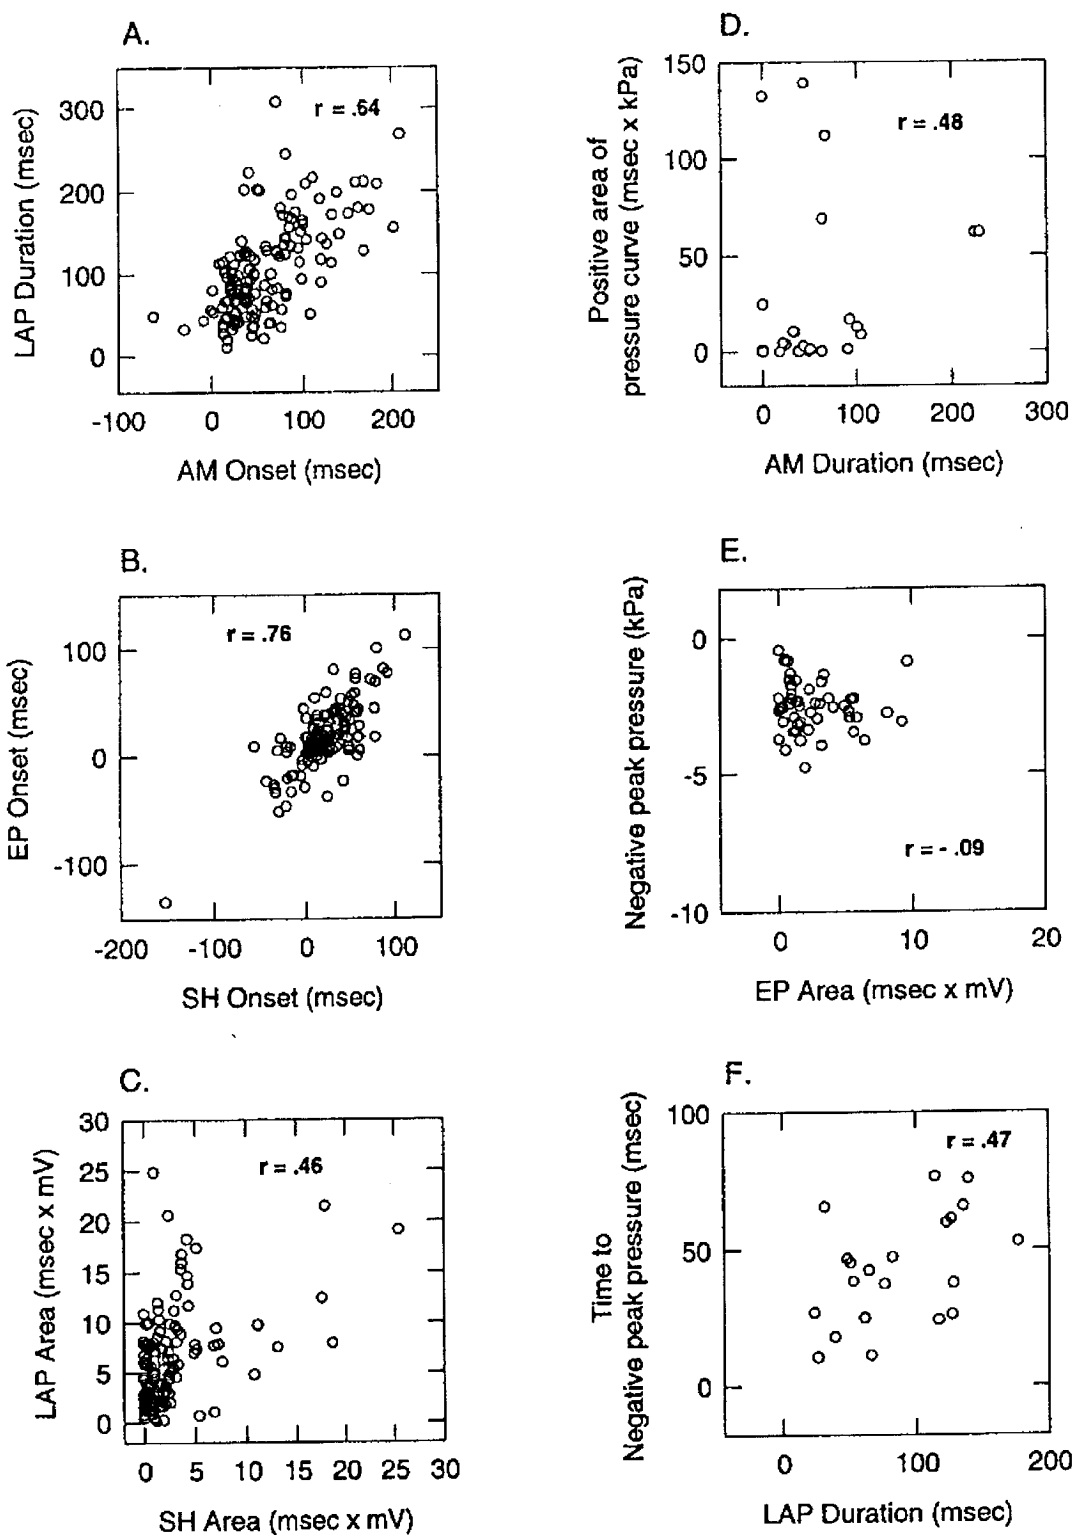 A.
LAP Duration (msec)
300
200
100
0
r = .64
-100 0 100 200
AM Onset (msec)
D.
Positive area of
pressure curve (msec x kPa)
150
100
50
0
r = .48
0 100 200 300
AM Duration (msec)
B.
EP Onset (msec)
100
0
-100
r = .76
-200 -100 0 100
SH Onset (msec)
E.
Negative peak pressure (kPa)
0
-5
-10
r = - .09
0 10 20
EP Area (msec x mV)
C.
LAP Area (msec x mV)
30
25
20
15
10
5
0
r = .46
0 5 10 15 20 25 30
SH Area (msec x mV)
F.
Time to
Negative peak pressure (msec)
100
50
0
r = .47
0 100 200
LAP Duration (msec)